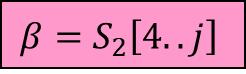 β = S₂[4..j]